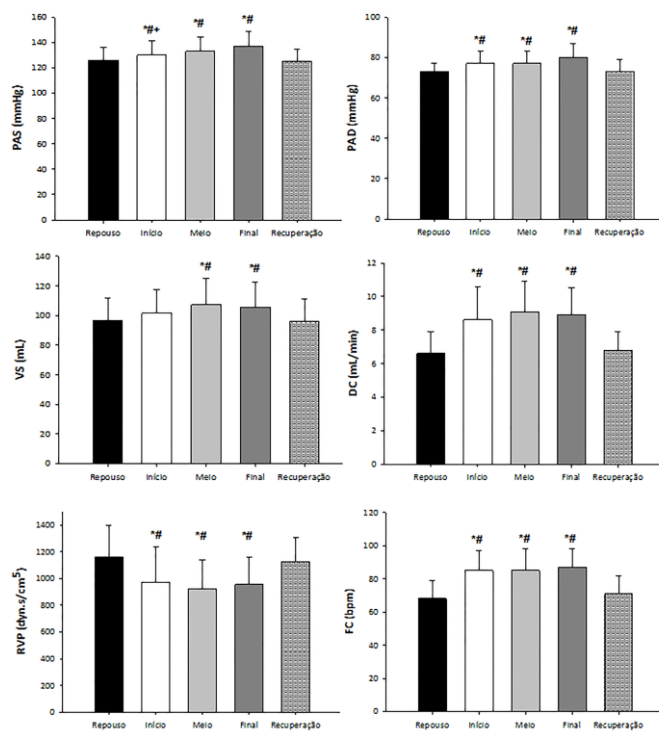 160
140
120
100
80
60
40
20
0
PAS (mmHg)
*#+
*#
*#
Repouso
Início
Meio
Final
Recuperação
100
80
60
40
20
0
PAD (mmHg)
*#
*#
*#
Repouso
Início
Meio
Final
Recuperação
140
120
100
80
60
40
20
0
VS (mL)
*#
*#
Repouso
Início
Meio
Final
Recuperação
12
10
8
6
4
2
0
DC (mL/min)
*#
*#
*#
Repouso
Início
Meio
Final
Recuperação
1400
1200
1000
800
600
400
200
0
RVP (dyn.s/cm⁵)
*#
*#
*#
Repouso
Início
Meio
Final
Recuperação
120
100
80
60
40
20
0
FC (bpm)
*#
*#
*#
Repouso
Início
Meio
Final
Recuperação